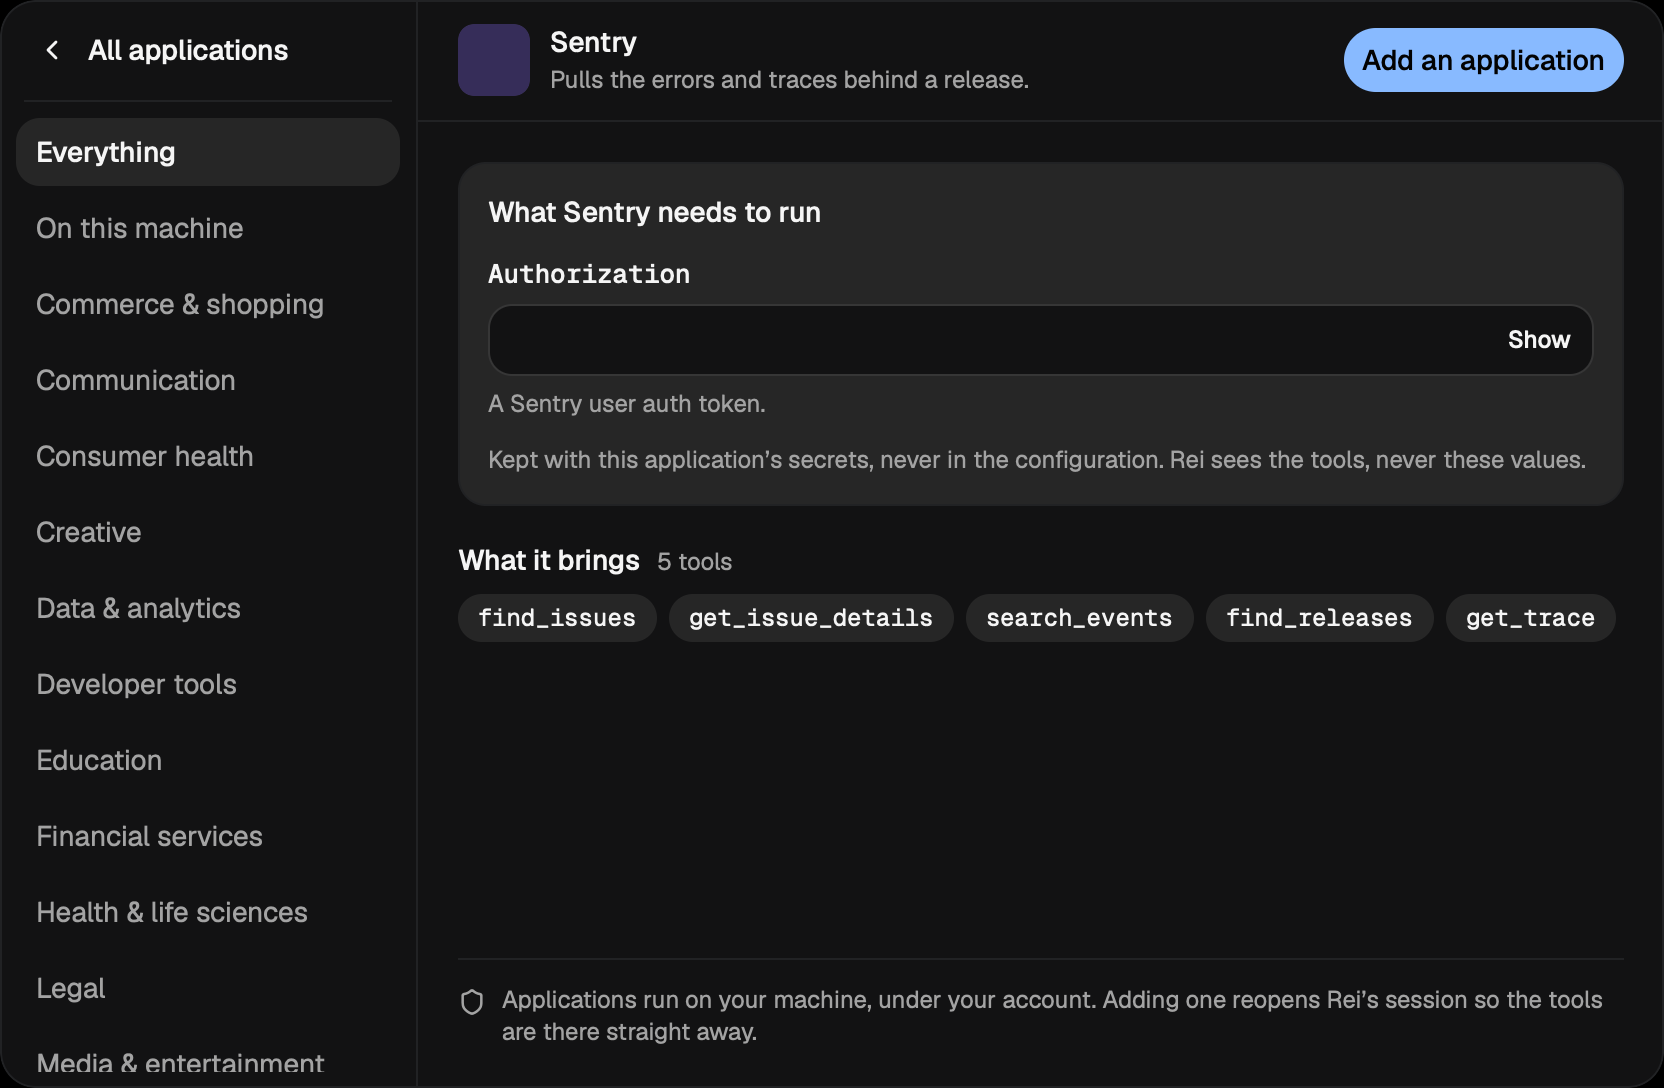 All applications
Everything
On this machine
Commerce & shopping
Communication
Consumer health
Creative
Data & analytics
Developer tools
Education
Financial services
Health & life sciences
Legal
Media & entertainment
Sentry
Pulls the errors and traces behind a release.
Add an application
What Sentry needs to run
Authorization
Show
A Sentry user auth token.
Kept with this application’s secrets, never in the configuration. Rei sees the tools, never these values.
What it brings 5 tools
find_issues get_issue_details search_events find_releases get_trace
Applications run on your machine, under your account. Adding one reopens Rei’s session so the tools
are there straight away.